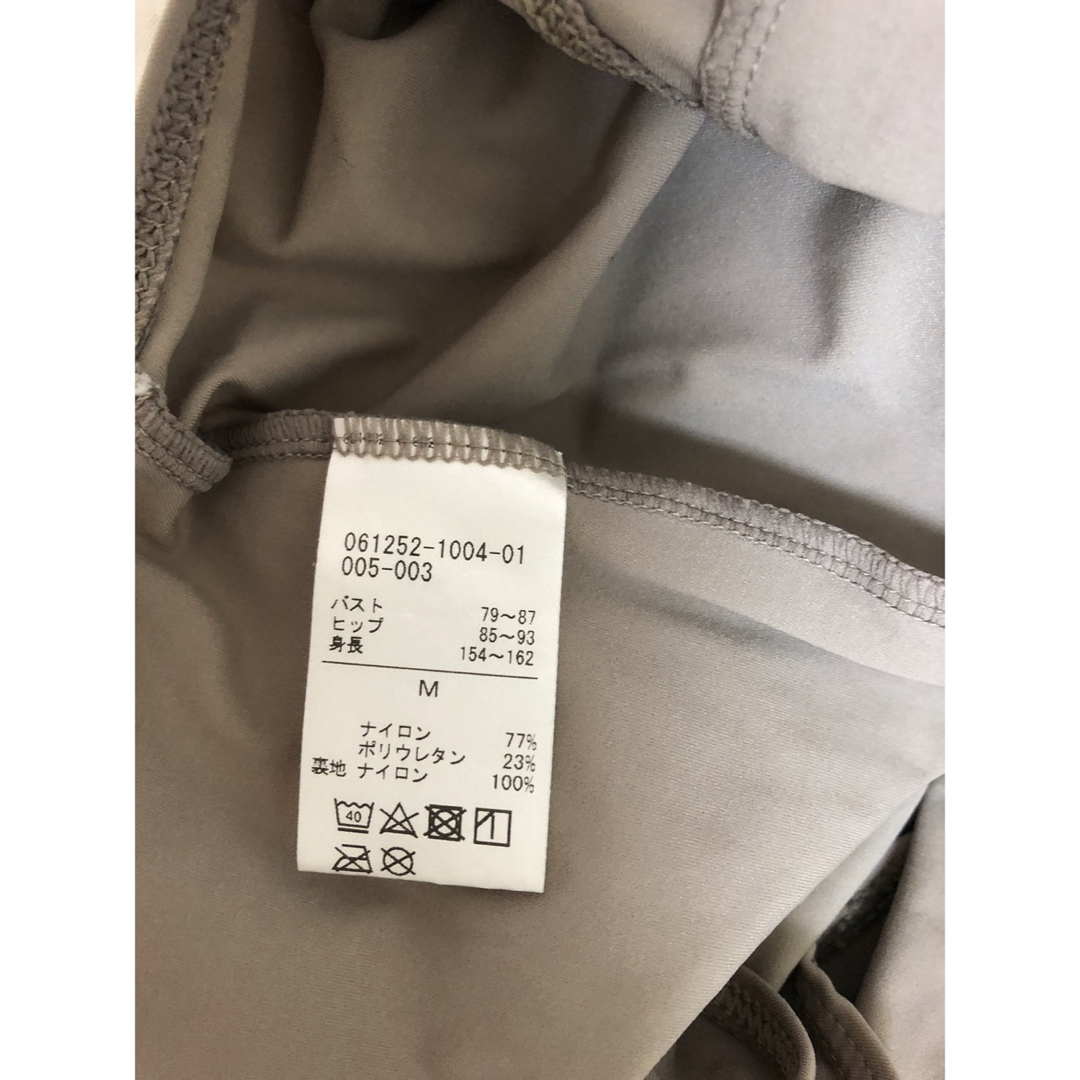 061252-1004-01
005-003
バスト 79～87
ヒップ 85～93
身長 154～162
M
ナイロン 77%
ポリウレタン 23%
裏地 ナイロン 100%
40